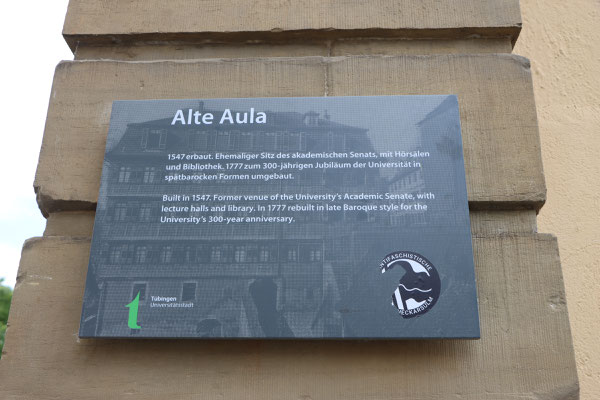 Alte Aula
1547 erbaut. Ehemaliger Sitz des akademischen Senats, mit Hörsälen
und Bibliothek. 1777 zum 300-jährigen Jubiläum der Universität in
spätbarocken Formen umgebaut.
Built in 1547. Former venue of the University's Academic Senate, with
lecture halls and library. In 1777 rebuilt in late Baroque style for the
University's 300-year anniversary.
t
Tübingen
Universitätsstadt